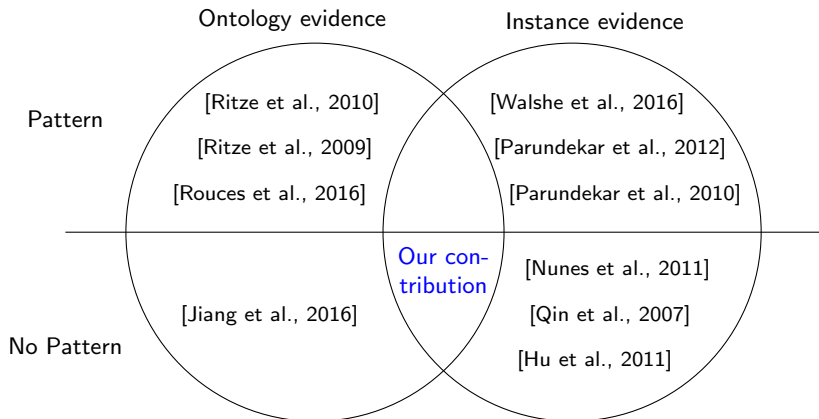 Ontology evidence
Instance evidence
Pattern
[Ritze et al., 2010]
[Ritze et al., 2009]
[Rouces et al., 2016]
[Walshe et al., 2016]
[Parundekar et al., 2012]
[Parundekar et al., 2010]
Our con-
tribution
No Pattern
[Jiang et al., 2016]
[Nunes et al., 2011]
[Qin et al., 2007]
[Hu et al., 2011]